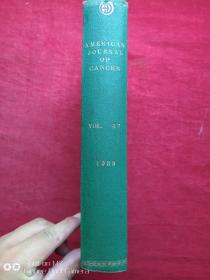 AMERICAN
JOURNAL
OF
CANCER
VOL. 37
1939